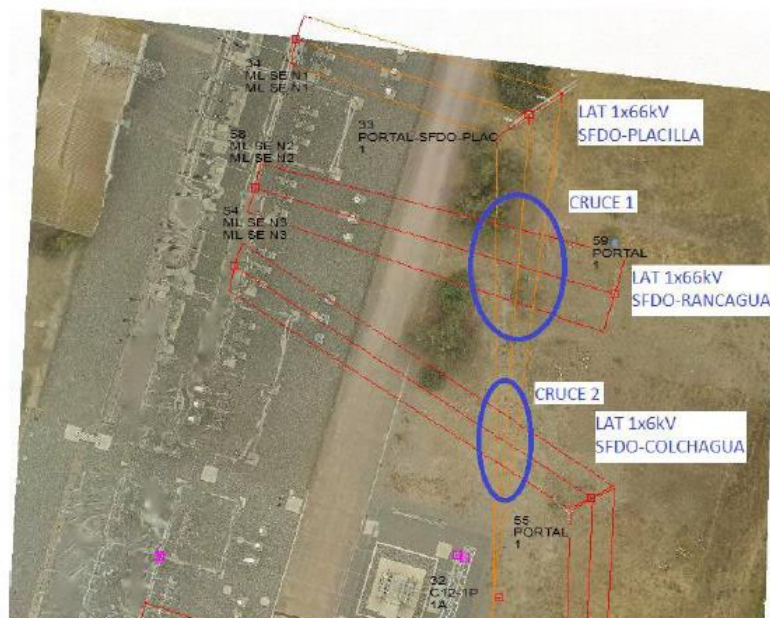 34
ML SE N1
ML SE N1
58
ML SE N2
ML SE N2
54
ML SE N3
ML SE N3
33
PORTAL-SFDO-PLAC
1
LAT 1x66kV
SFDO-PLACILLA
CRUCE 1
59
PORTAL
1
LAT 1x66kV
SFDO-RANCAGUA
CRUCE 2
LAT 1x6kV
SFDO-COLCHAGUA
55
PORTAL
1
32
C12-1P
1A